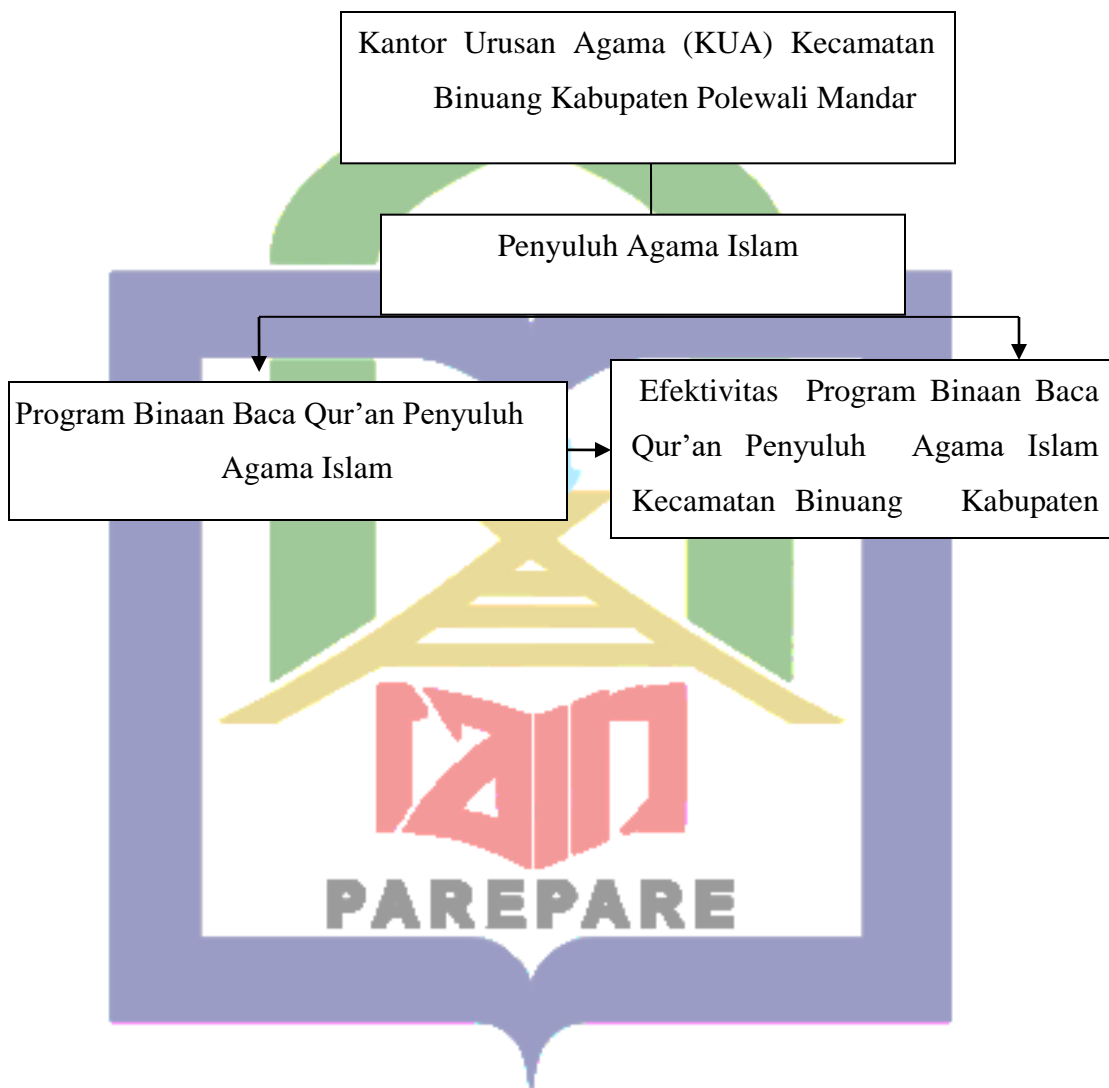 Kantor Urusan Agama (KUA) Kecamatan
Binuang Kabupaten Polewali Mandar
Penyuluh Agama Islam
Program Binaan Baca Qur’an Penyuluh
Agama Islam
Efektivitas Program Binaan Baca
Qur’an Penyuluh Agama Islam
Kecamatan Binuang Kabupaten
iain
PAREPARE